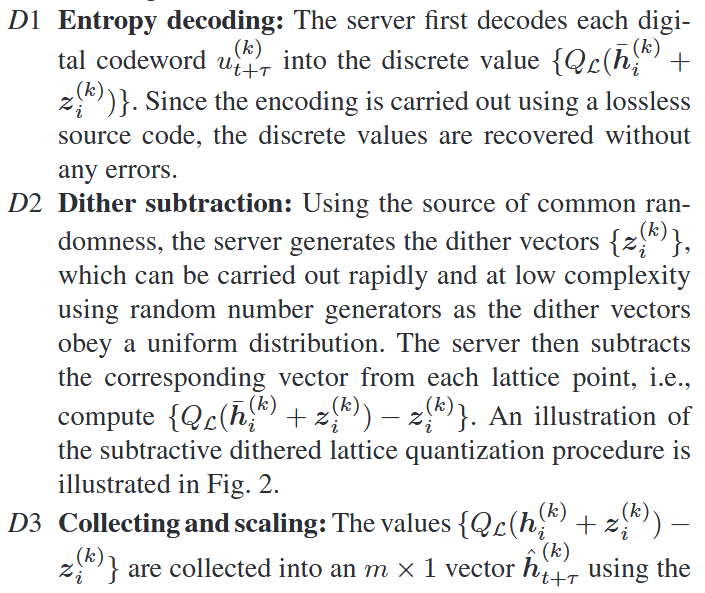 D1 Entropy decoding: The server first decodes each digi-
tal codeword $u_{t+\tau}^{(k)}$ into the discrete value $\{Q_{\mathcal{L}}(\bar{\boldsymbol{h}}_i^{(k)} +$
$\boldsymbol{z}_i^{(k)})\}$. Since the encoding is carried out using a lossless
source code, the discrete values are recovered without
any errors.
D2 Dither subtraction: Using the source of common ran-
domness, the server generates the dither vectors $\{\boldsymbol{z}_i^{(k)}\}$,
which can be carried out rapidly and at low complexity
using random number generators as the dither vectors
obey a uniform distribution. The server then subtracts
the corresponding vector from each lattice point, i.e.,
compute $\{Q_{\mathcal{L}}(\bar{\boldsymbol{h}}_i^{(k)} + \boldsymbol{z}_i^{(k)}) - \boldsymbol{z}_i^{(k)}\}$. An illustration of
the subtractive dithered lattice quantization procedure is
illustrated in Fig. 2.
D3 Collecting and scaling: The values $\{Q_{\mathcal{L}}(\boldsymbol{h}_i^{(k)} + \boldsymbol{z}_i^{(k)}) -$
$\boldsymbol{z}_i^{(k)}\}$ are collected into an $m \times 1$ vector $\hat{\boldsymbol{h}}_{t+\tau}^{(k)}$ using the